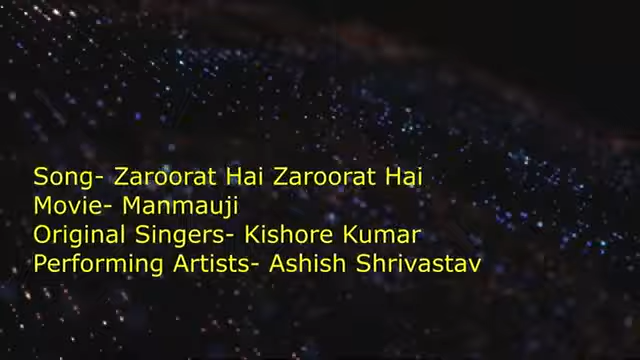 Song- Zaroorat Hai Zaroorat Hai
Movie- Manmauji
Original Singers- Kishore Kumar
Performing Artists- Ashish Shrivastav